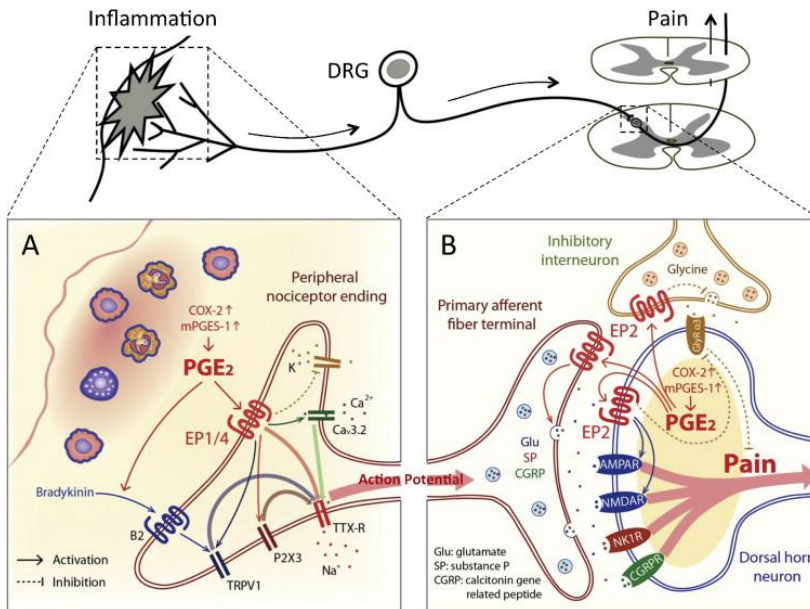 Inflammation
DRG
Pain
A
Peripheral
nociceptor ending
COX-2↑
mPGES-1↑
PGE₂
K⁺
Ca²⁺
Caᵥ3.2
EP1/4
Bradykinin
B2
Action Potential
TTX-R
Na⁺
P2X3
TRPV1
Activation
Inhibition
B
Inhibitory
interneuron
Glycine
Primary afferent
fiber terminal
EP2
GlyR α3
COX-2↑
mPGES-1↑
PGE₂
EP2
Glu
SP
CGRP
AMPAR
NMDAR
NK1R
CGRPR
Pain
Glu: glutamate
SP: substance P
CGRP: calcitonin gene
related peptide
Dorsal horn
neuron